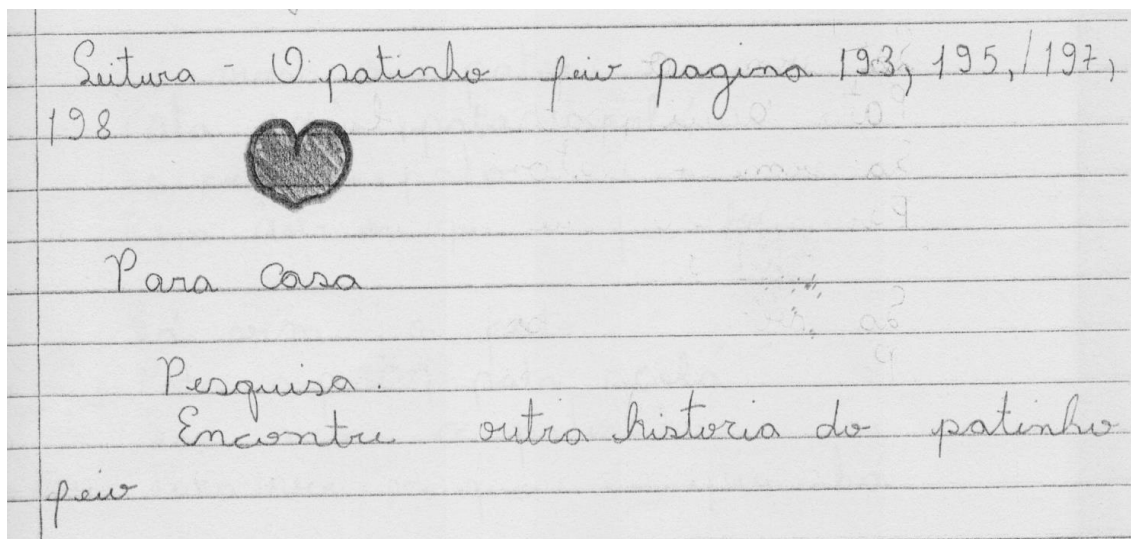 Leitura - O patinho feio pagina 193, 195, / 197,
198
Para Casa
Pesquisa.
Encontre outra historia do patinho
feio